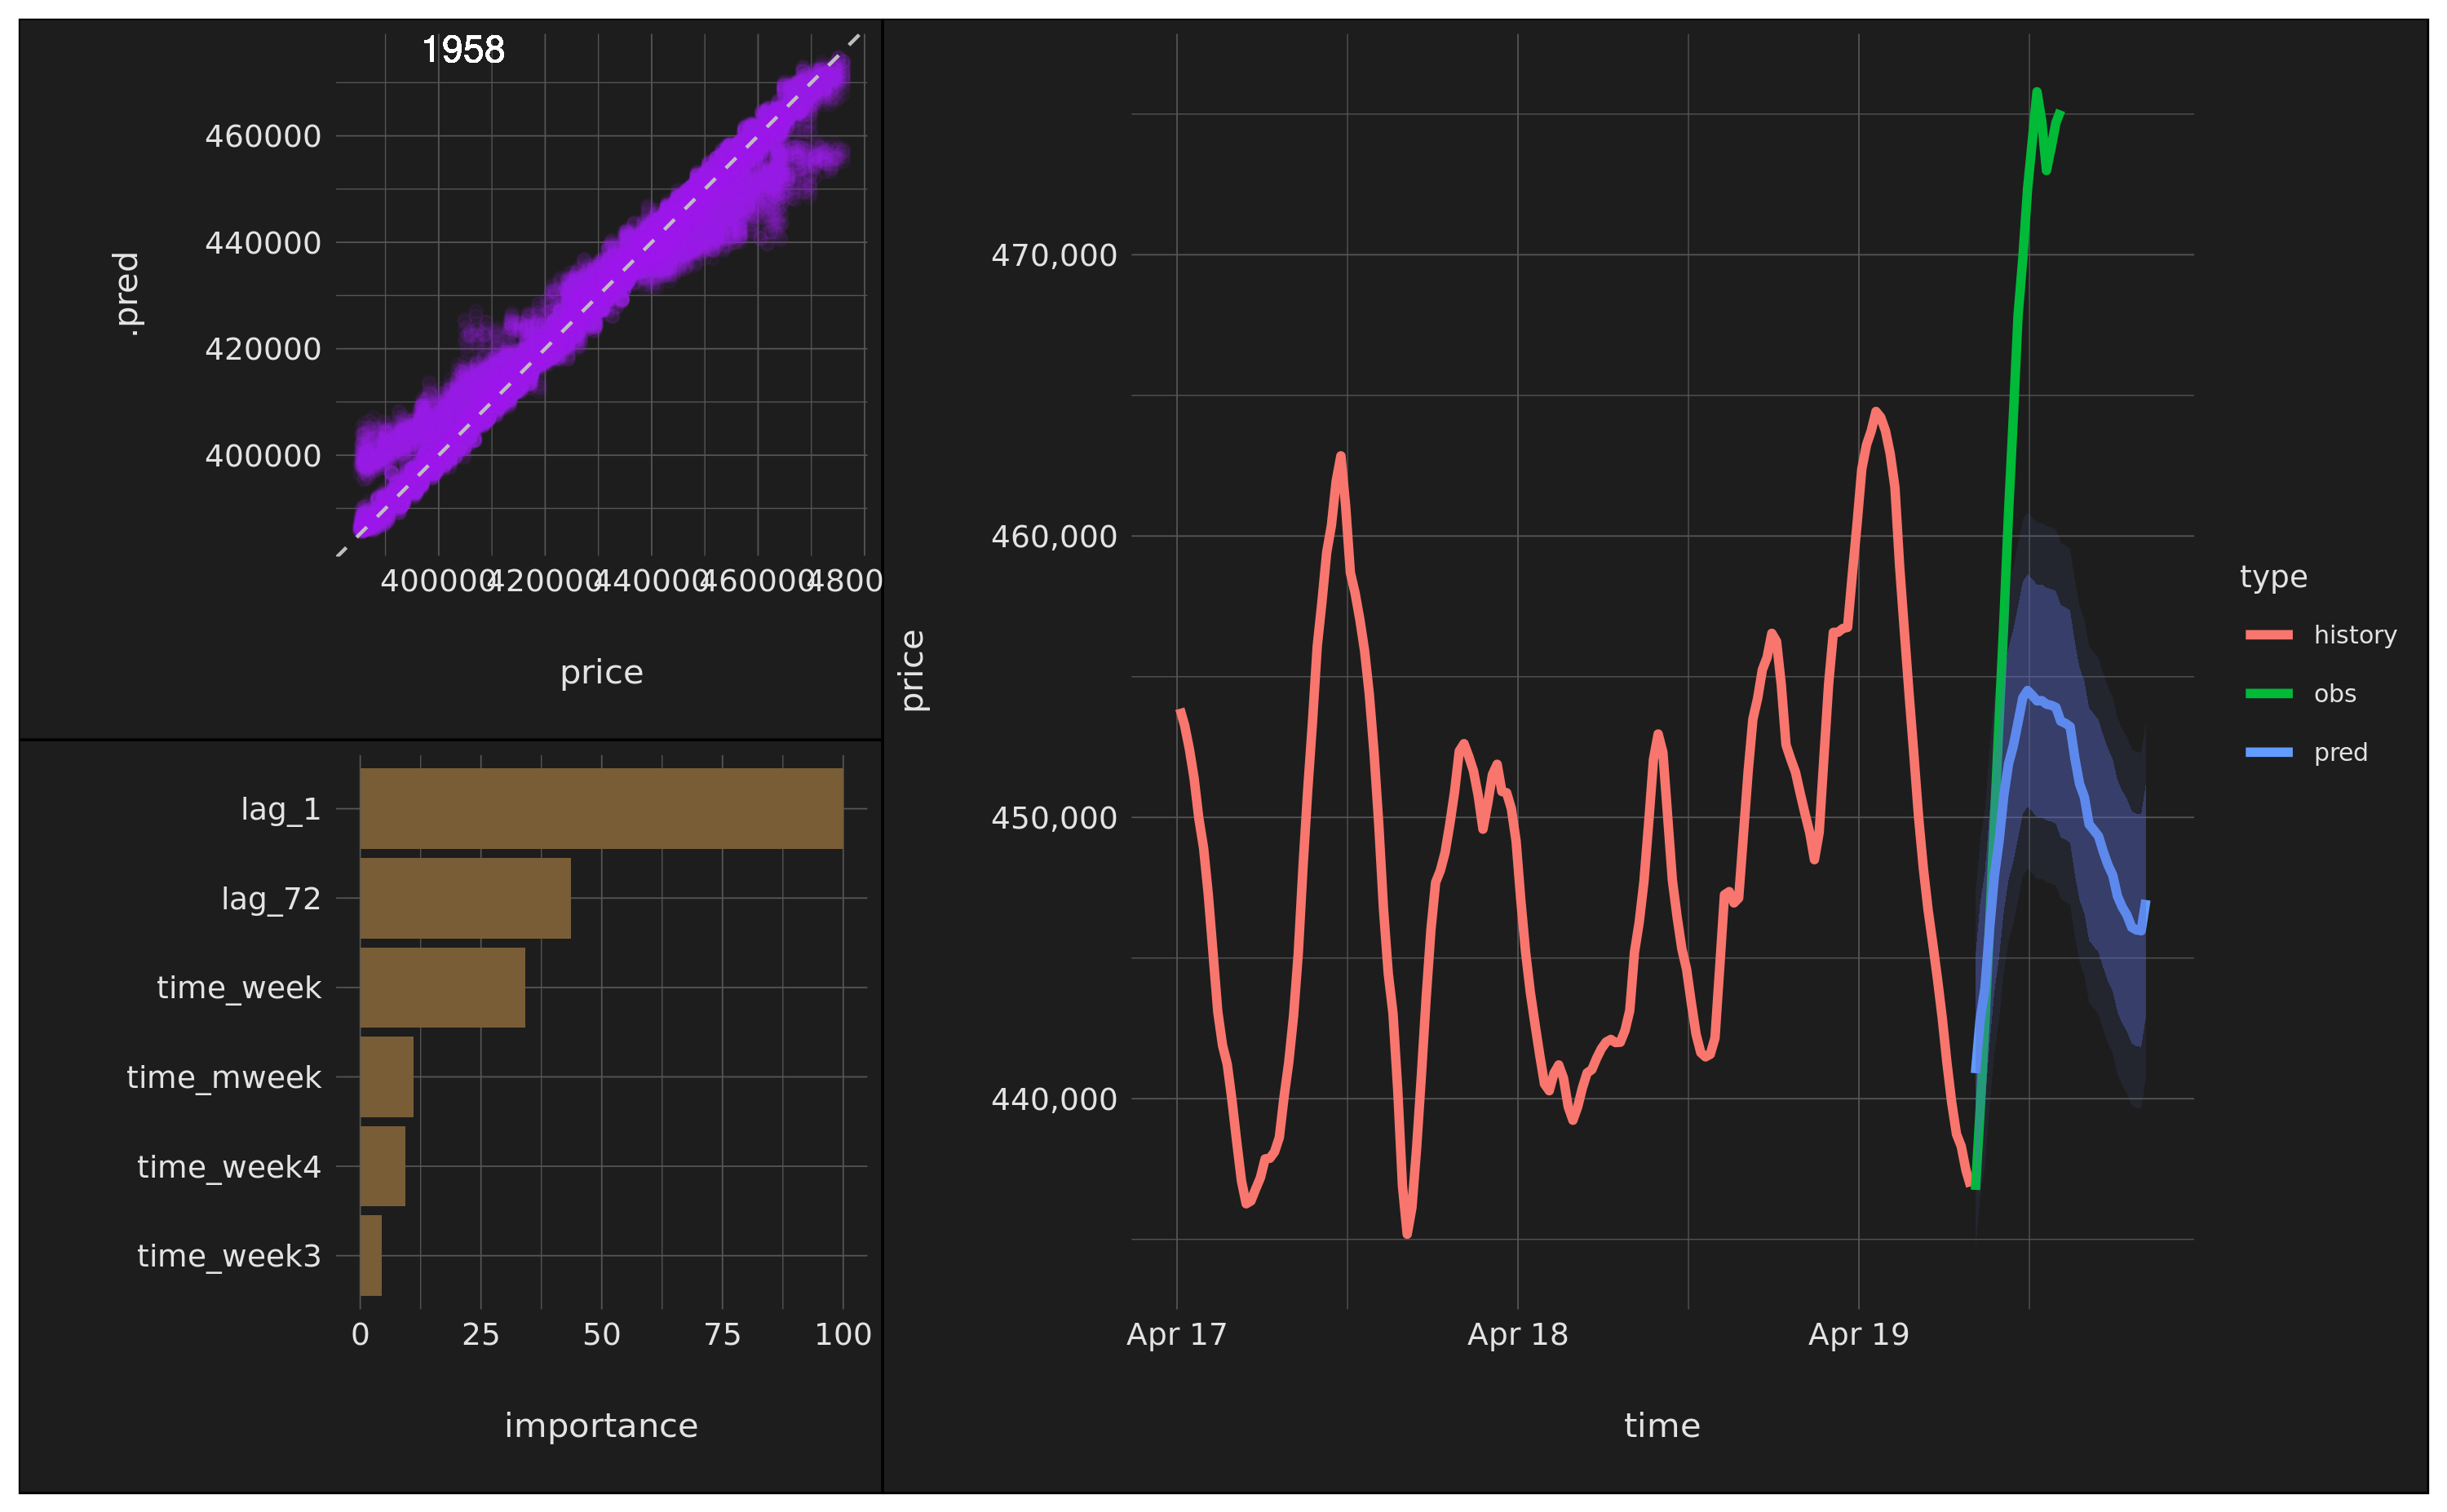 1958
460000
440000
420000
400000
.pred
400000 420000 440000 460000 4800
price
lag_1
lag_72
time_week
time_mweek
time_week4
time_week3
0 25 50 75 100
importance
470,000
460,000
450,000
440,000
price
Apr 17 Apr 18 Apr 19
time
type
history
obs
pred